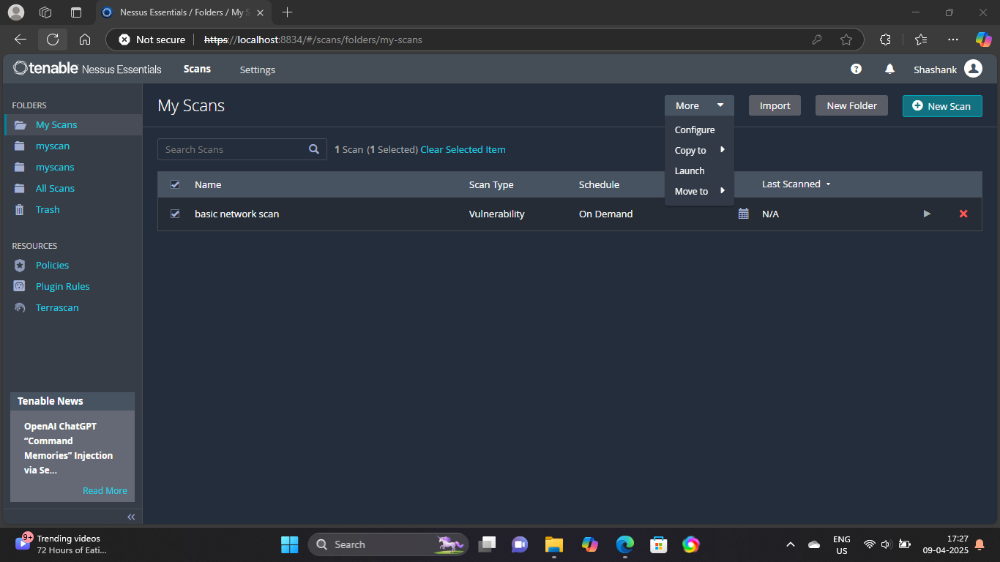 Nessus Essentials / Folders / My S
Not secure
https://localhost:8834/#/scans/folders/my-scans
tenable Nessus Essentials
Scans
Settings
?
Shashank
FOLDERS
My Scans
myscan
myscans
All Scans
Trash
RESOURCES
Policies
Plugin Rules
Terrascan
Tenable News
OpenAI ChatGPT
“Command
Memories” Injection
via Se...
Read More
My Scans
More
Import
New Folder
New Scan
Configure
Copy to
Launch
Move to
Search Scans
1 Scan (1 Selected) Clear Selected Item
Name Scan Type Schedule Last Scanned
basic network scan Vulnerability On Demand N/A
9+
Trending videos
72 Hours of Eati...
Search
ENG
US
17:27
09-04-2025